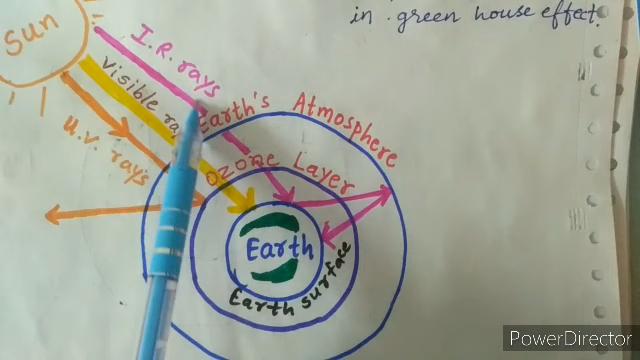 in green house effect.
Sun
I.R. rays
visible ra
U.V. rays
Earth's Atmosphere
Ozone Layer
Earth
Earth surface
PowerDirector